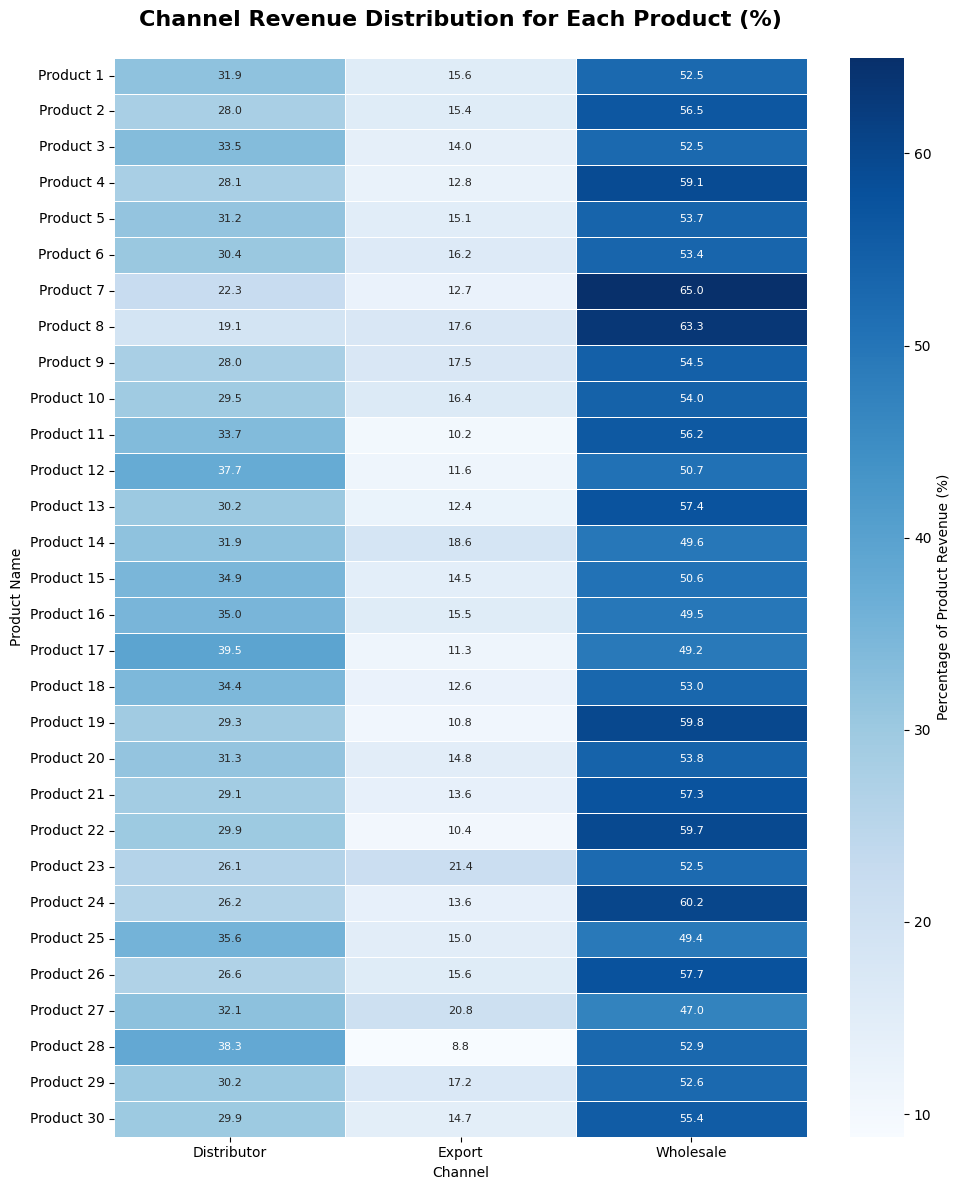 Channel Revenue Distribution for Each Product (%)
Product Name
Product 1 31.9 15.6 52.5
Product 2 28.0 15.4 56.5
Product 3 33.5 14.0 52.5
Product 4 28.1 12.8 59.1
Product 5 31.2 15.1 53.7
Product 6 30.4 16.2 53.4
Product 7 22.3 12.7 65.0
Product 8 19.1 17.6 63.3
Product 9 28.0 17.5 54.5
Product 10 29.5 16.4 54.0
Product 11 33.7 10.2 56.2
Product 12 37.7 11.6 50.7
Product 13 30.2 12.4 57.4
Product 14 31.9 18.6 49.6
Product 15 34.9 14.5 50.6
Product 16 35.0 15.5 49.5
Product 17 39.5 11.3 49.2
Product 18 34.4 12.6 53.0
Product 19 29.3 10.8 59.8
Product 20 31.3 14.8 53.8
Product 21 29.1 13.6 57.3
Product 22 29.9 10.4 59.7
Product 23 26.1 21.4 52.5
Product 24 26.2 13.6 60.2
Product 25 35.6 15.0 49.4
Product 26 26.6 15.6 57.7
Product 27 32.1 20.8 47.0
Product 28 38.3 8.8 52.9
Product 29 30.2 17.2 52.6
Product 30 29.9 14.7 55.4
Distributor Export Wholesale
Channel
60
50
40
30
20
10
Percentage of Product Revenue (%)